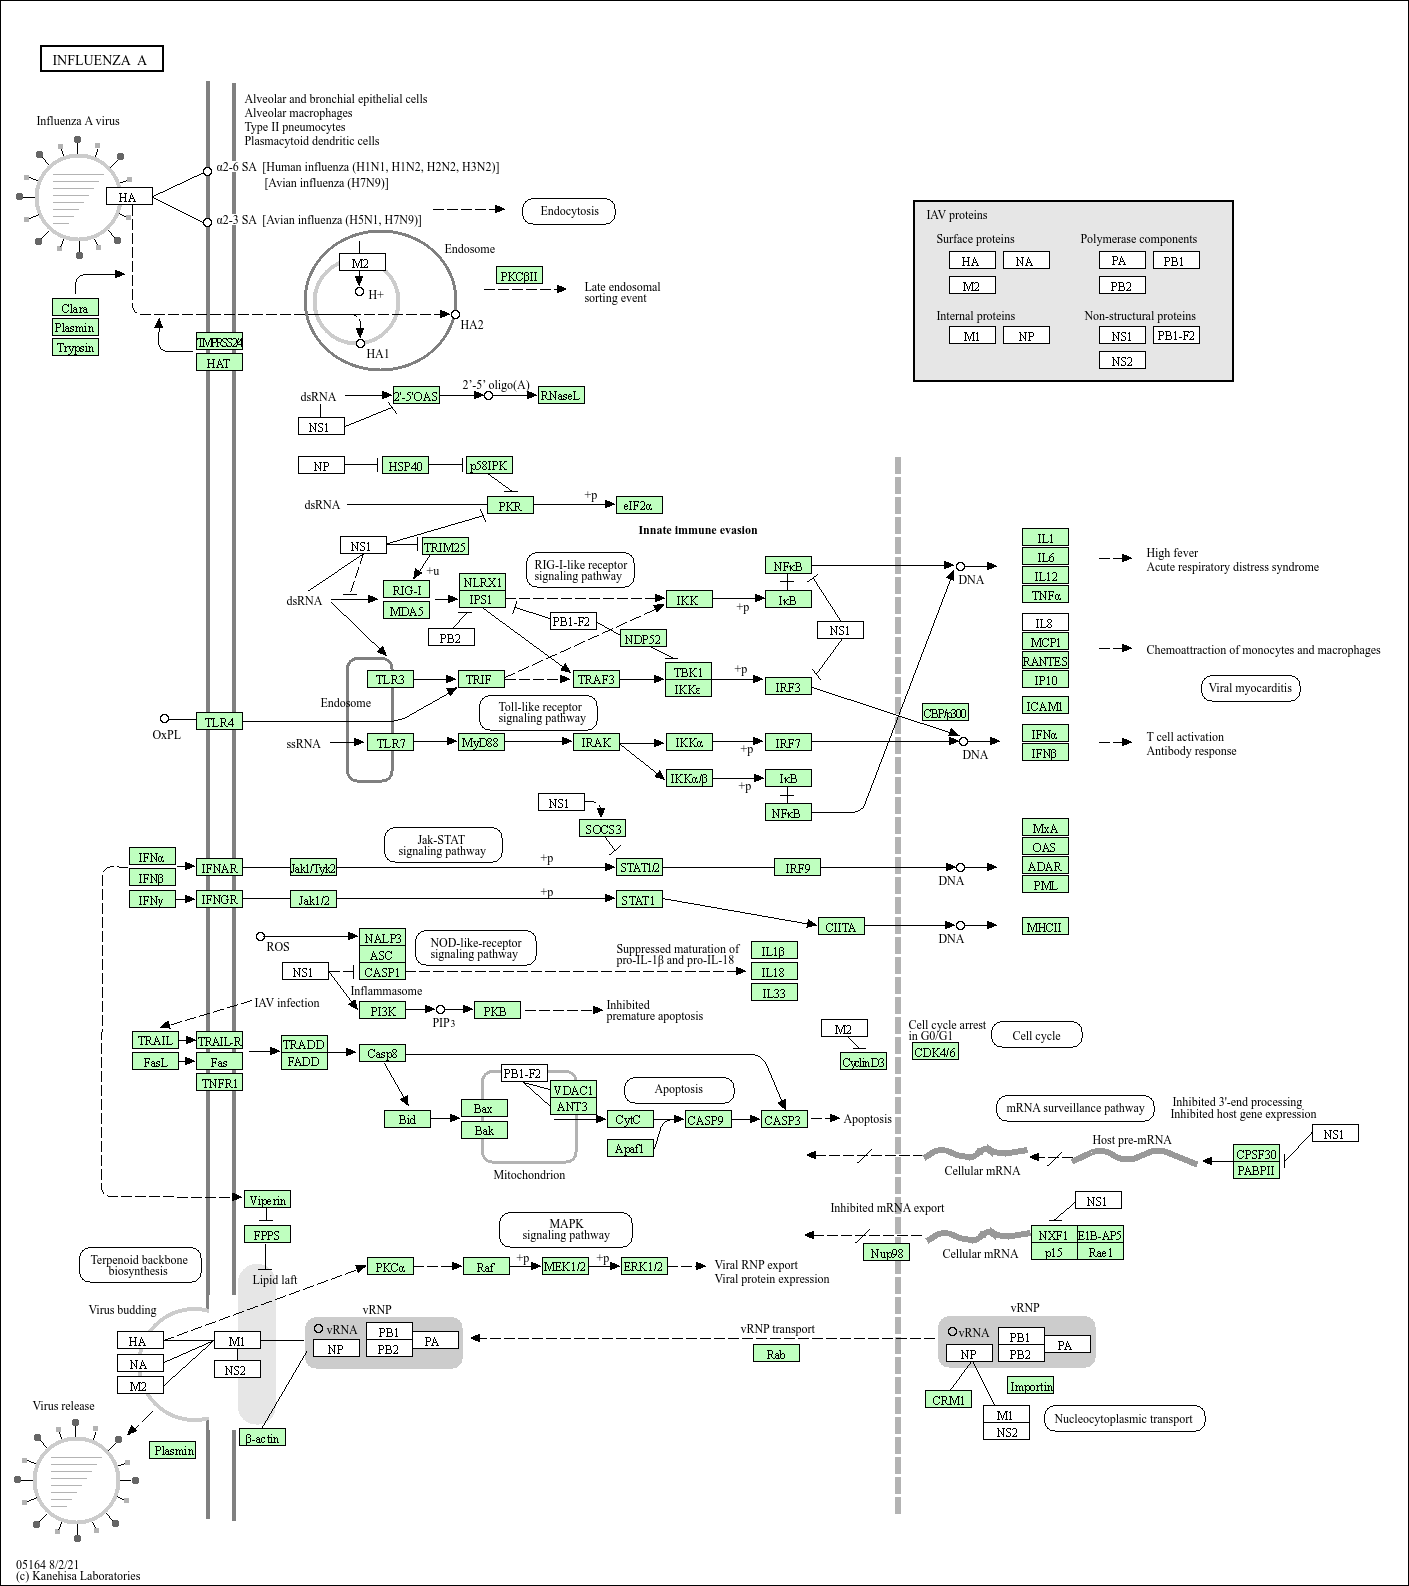 INFLUENZA A
Alveolar and bronchial epithelial cells
Alveolar macrophages
Type II pneumocytes
Plasmacytoid dendritic cells
Influenza A virus
α2-6 SA [Human influenza (H1N1, H1N2, H2N2, H3N2)]
[Avian influenza (H7N9)]
HA
α2-3 SA [Avian influenza (H5N1, H7N9)]
Endocytosis
Endosome
M2
H+
PKCβII
Late endosomal
sorting event
Clara
Plasmin
Trypsin
HA2
TMPRSS24
HAT
HA1
IAV proteins
Surface proteins
Polymerase components
HA NA PA PB1
M2 PB2
Internal proteins
Non-structural proteins
M1 NP NS1 PB1-F2
NS2
dsRNA 2'-5'OAS 2'-5' oligo(A) RNaseL
NS1
NP HSP40 p58IPK
dsRNA PKR +p eIF2α
Innate immune evasion
NS1 TRIM25
+u
RIG-I-like receptor
signaling pathway
NFκB
DNA
IL1
IL6
IL12
TNFα
High fever
Acute respiratory distress syndrome
dsRNA RIG-I NLRX1
MDA5 IPS1
IKK +p IκB
PB2 PB1-F2 NDP52 NS1
IL8
MCP1
RANTES
IP10
ICAM1
Chemoattraction of monocytes and macrophages
Viral myocarditis
TLR3 TRIF TRAF3 TBK1 +p IRF3
IKKε
Endosome
Toll-like receptor
signaling pathway
CBP/p300
OxPL TLR4
ssRNA TLR7 MyD88 IRAK IKKα +p IRF7
DNA
IFNα
IFNβ
T cell activation
Antibody response
IKKα/β +p IκB
NFκB
NS1
SOCS3
Jak-STAT
signaling pathway
IFNα
IFNβ
IFNAR Jak1/Tyk2 +p STAT1/2 IRF9 DNA
MxA
OAS
ADAR
PML
IFNγ IFNGR Jak1/2 +p STAT1
CIITA DNA MHCII
ROS
NALP3
ASC
CASP1
NS1
Inflammasome
NOD-like-receptor
signaling pathway
Suppressed maturation of
pro-IL-1β and pro-IL-18
IL1β
IL18
IL33
IAV infection
PI3K PIP3 PKB
Inhibited
premature apoptosis
TRAIL TRAIL-R TRADD
FasL Fas FADD
TNFR1
Casp8
M2
CyclinD3
Cell cycle arrest
in G0/G1
CDK4/6
Cell cycle
PB1-F2
VDAC1
ANT3
Apoptosis
Bid Bax
Bak
CytC CASP9 CASP3 Apoptosis
Apaf1
Mitochondrion
mRNA surveillance pathway
Inhibited 3'-end processing
Inhibited host gene expression
NS1
Host pre-mRNA
CPSF30
PABPII
Cellular mRNA
Viperin
FPPS
Lipid laft
MAPK
signaling pathway
Inhibited mRNA export
NS1
Nup98
Cellular mRNA
NXF1 E1B-AP5
p15 Rae1
Terpenoid backbone
biosynthesis
PKCα Raf +p MEK1/2 +p ERK1/2
Viral RNP export
Viral protein expression
Virus budding
HA M1
NA NS2
M2
vRNP
vRNA PB1 PA
NP PB2
vRNP transport
Rab
vRNP
vRNA PB1 PA
NP PB2
CRM1
Importin
M1
NS2
Nucleocytoplasmic transport
Virus release
Plasmin
β-actin
05164 8/2/21
(c) Kanehisa Laboratories